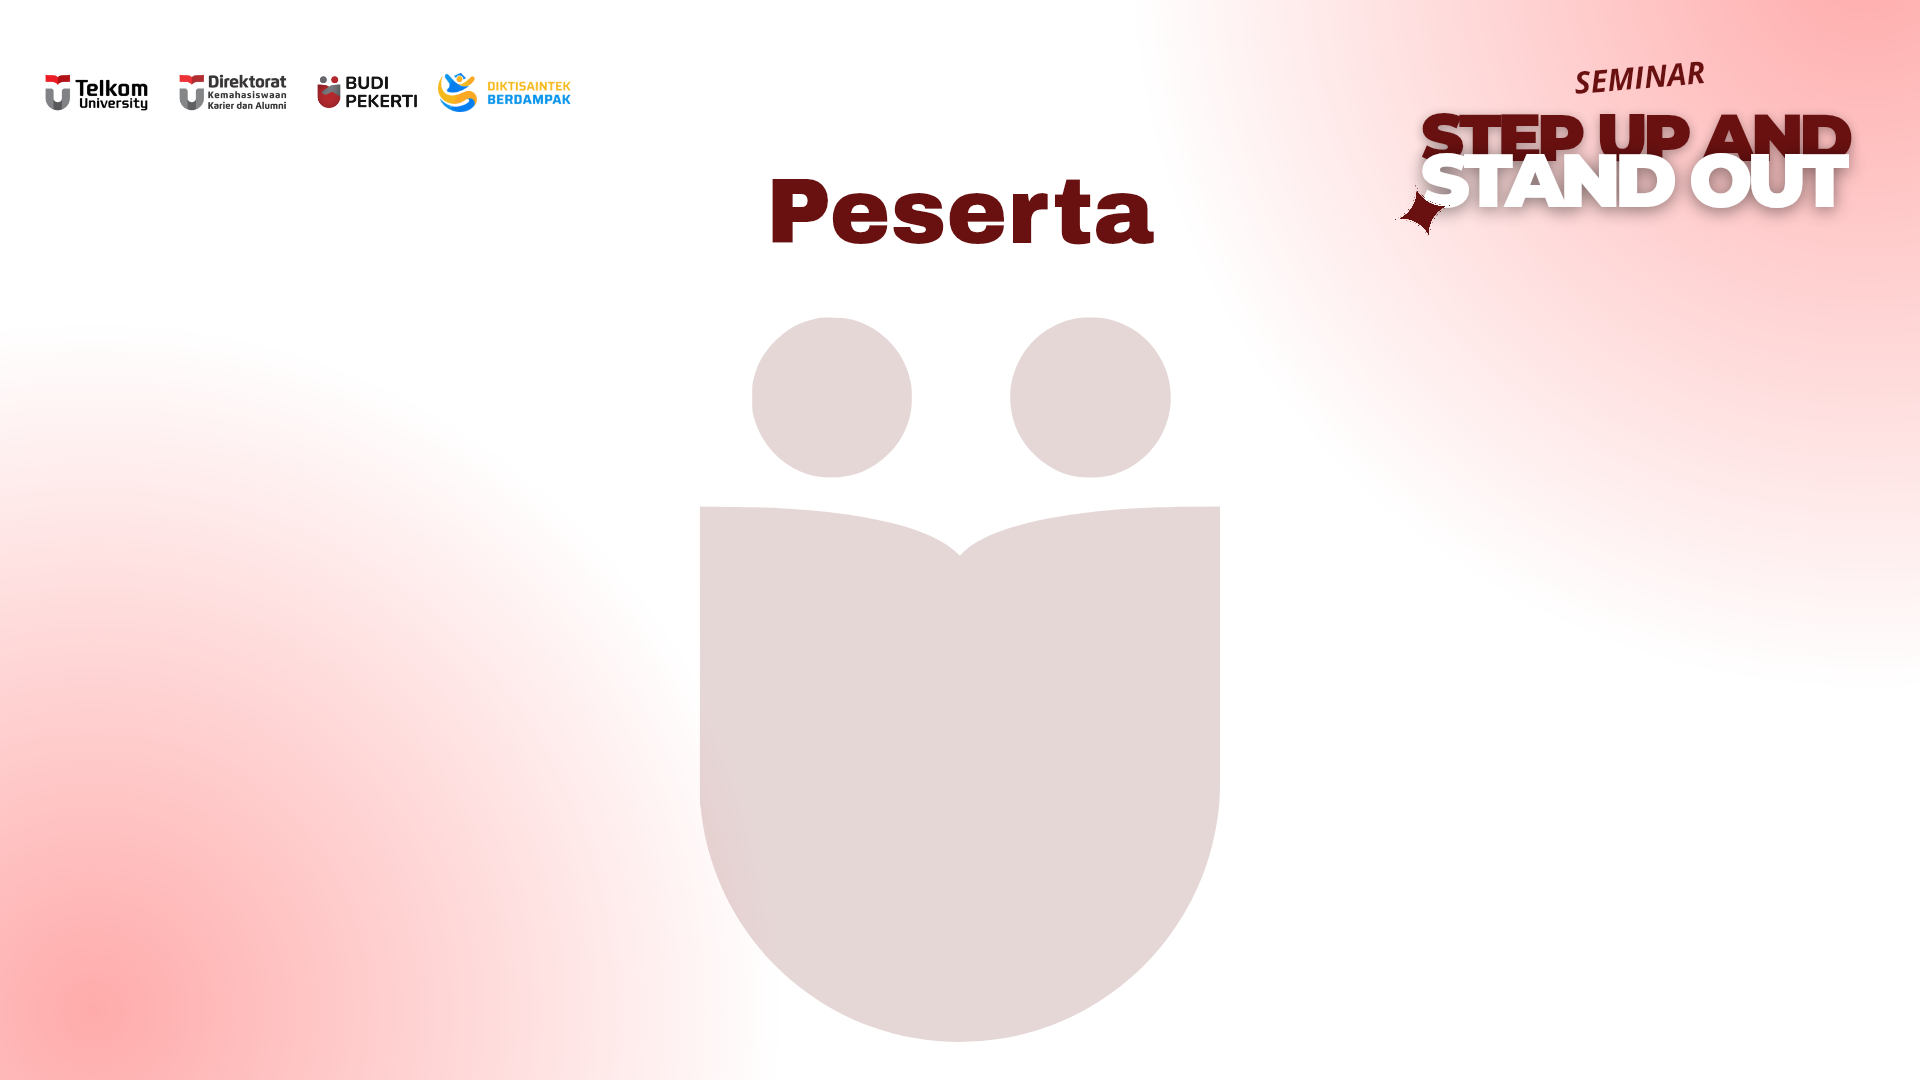 Telkom
University
Direktorat
Kemahasiswaan
Karier dan Alumni
BUDI
PEKERTI
DIKTISAINTEK
BERDAMPAK
SEMINAR
STEP UP AND
STAND OUT
Peserta